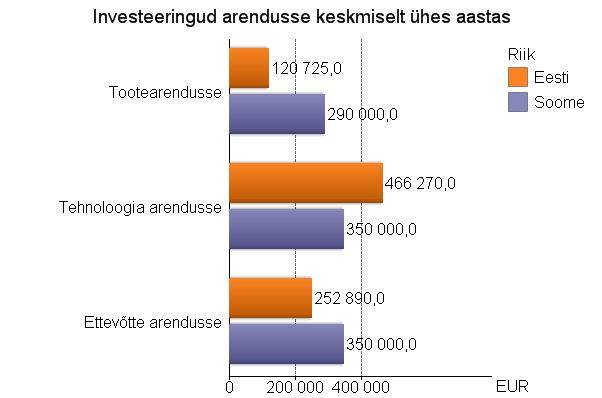 Investeeringud arendusse keskmiselt ühes aastas
Riik
Eesti
Soome
Tootearendusse
120 725,0
290 000,0
Tehnoloogia arendusse
466 270,0
350 000,0
Ettevõtte arendusse
252 890,0
350 000,0
0 200 000 400 000 EUR